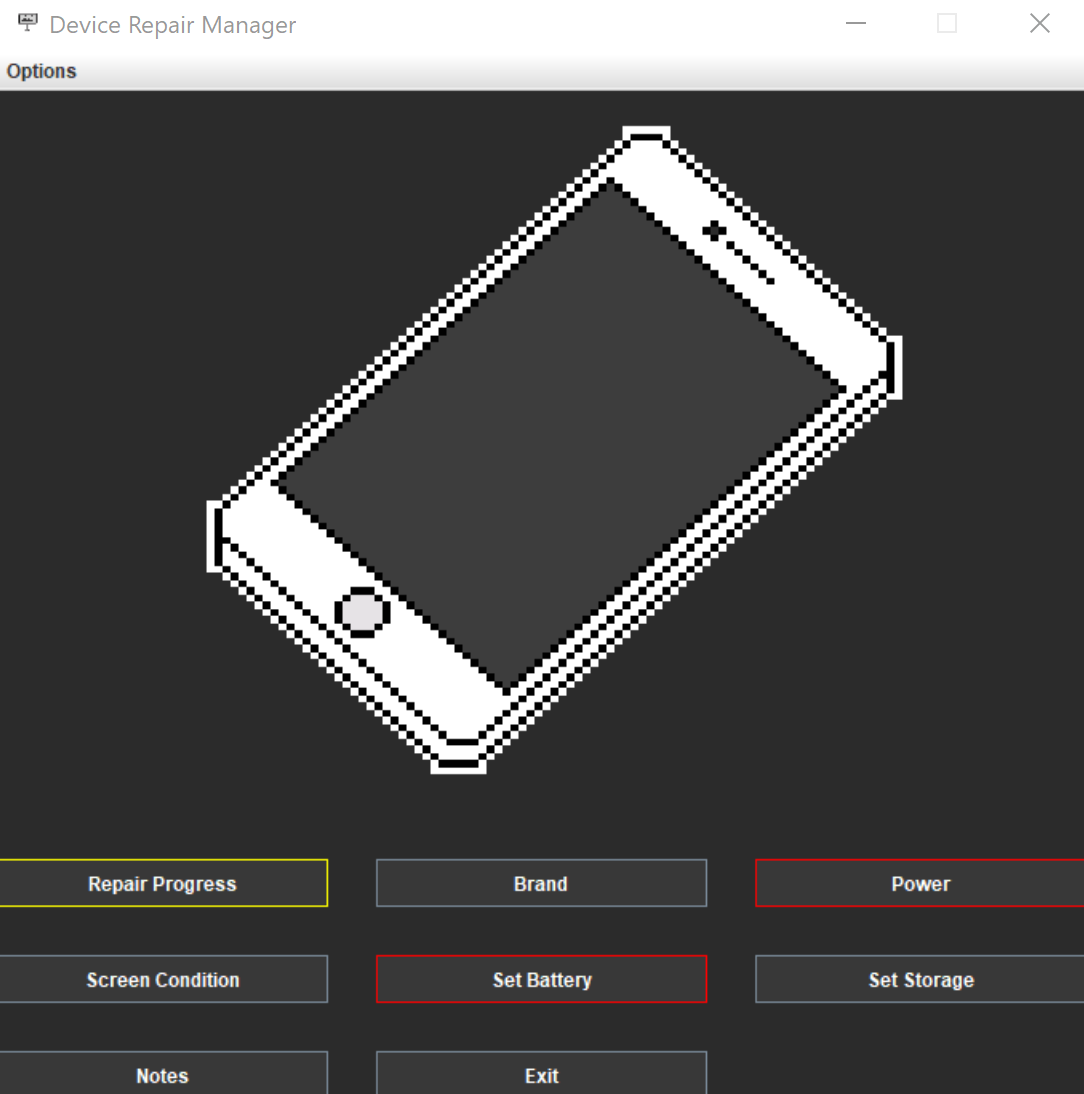 Device Repair Manager
Options
Repair Progress
Brand
Power
Screen Condition
Set Battery
Set Storage
Notes
Exit